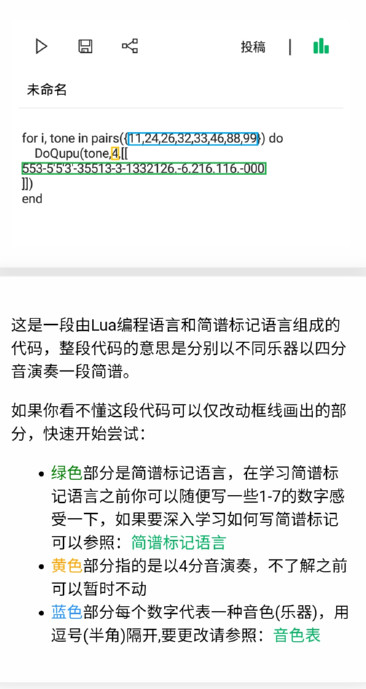 投稿 |
未命名
for i, tone in pairs({11,24,26,32,33,46,88,99}) do
DoQupu(tone,4,[[
553-5'5'3'-35513-3-1332126.-6.216.116.-000
]])
end
这是一段由Lua编程语言和简谱标记语言组成的
代码，整段代码的意思是分别以不同乐器以四分
音演奏一段简谱。
如果你看不懂这段代码可以仅改动框线画出的部
分，快速开始尝试：
• 绿色部分是简谱标记语言，在学习简谱标
记语言之前你可以随便写一些1-7的数字感
受一下，如果要深入学习如何写简谱标记
可以参照：简谱标记语言
• 黄色部分指的是以4分音演奏，不了解之前
可以暂时不动
• 蓝色部分每个数字代表一种音色(乐器)，用
逗号(半角)隔开,要更改请参照：音色表